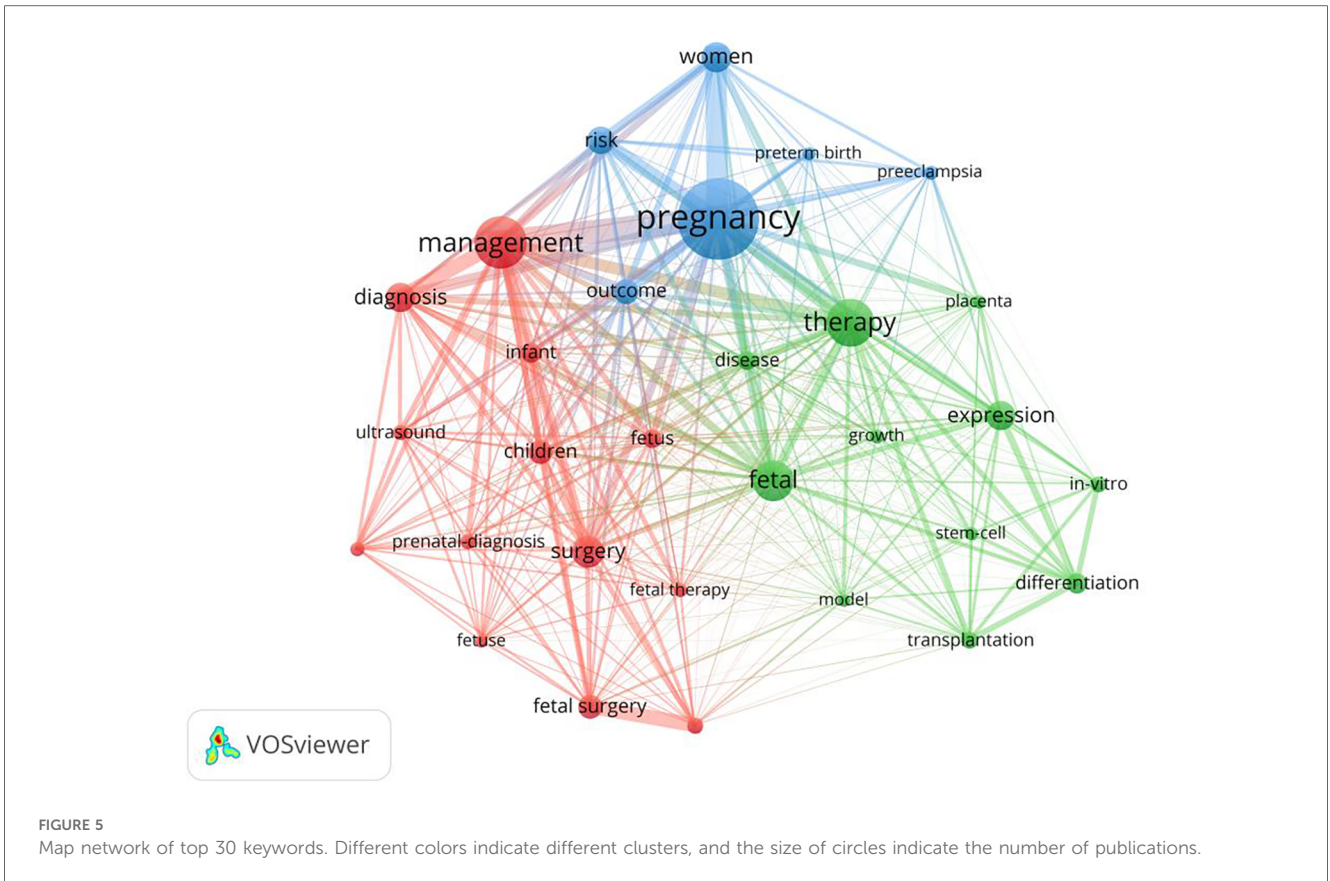 women
risk
preterm birth
preeclampsia
pregnancy
management
diagnosis
outcome
placenta
therapy
infant
disease
expression
ultrasound
children
fetus
growth
fetal
in-vitro
stem-cell
prenatal-diagnosis
surgery
differentiation
fetal therapy
model
fetuse
transplantation
fetal surgery
VOSviewer
FIGURE 5
Map network of top 30 keywords. Different colors indicate different clusters, and the size of circles indicate the number of publications.